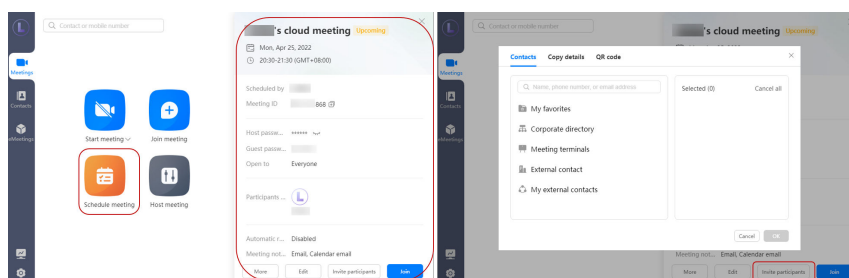 L
Contact or mobile number
Meetings
Contacts
eMeetings
Start meeting
Join meeting
Schedule meeting
Host meeting
's cloud meeting Upcoming
Mon, Apr 25, 2022
20:30-21:30 (GMT+08:00)
Scheduled by
Meeting ID 868
Host passw... ******
Guest passw...
Open to Everyone
Participants ... L
Automatic r... Disabled
Meeting not... Email, Calendar email
More Edit Invite participants Join
L
Contact or mobile number
Meetings
Contacts
eMeetings
's cloud meeting Upcoming
Contacts Copy details QR code
Name, phone number, or email address
My favorites
Corporate directory
Meeting terminals
External contact
My external contacts
Selected (0) Cancel all
Cancel OK
Meeting not... Email, Calendar email
More Edit Invite participants Join